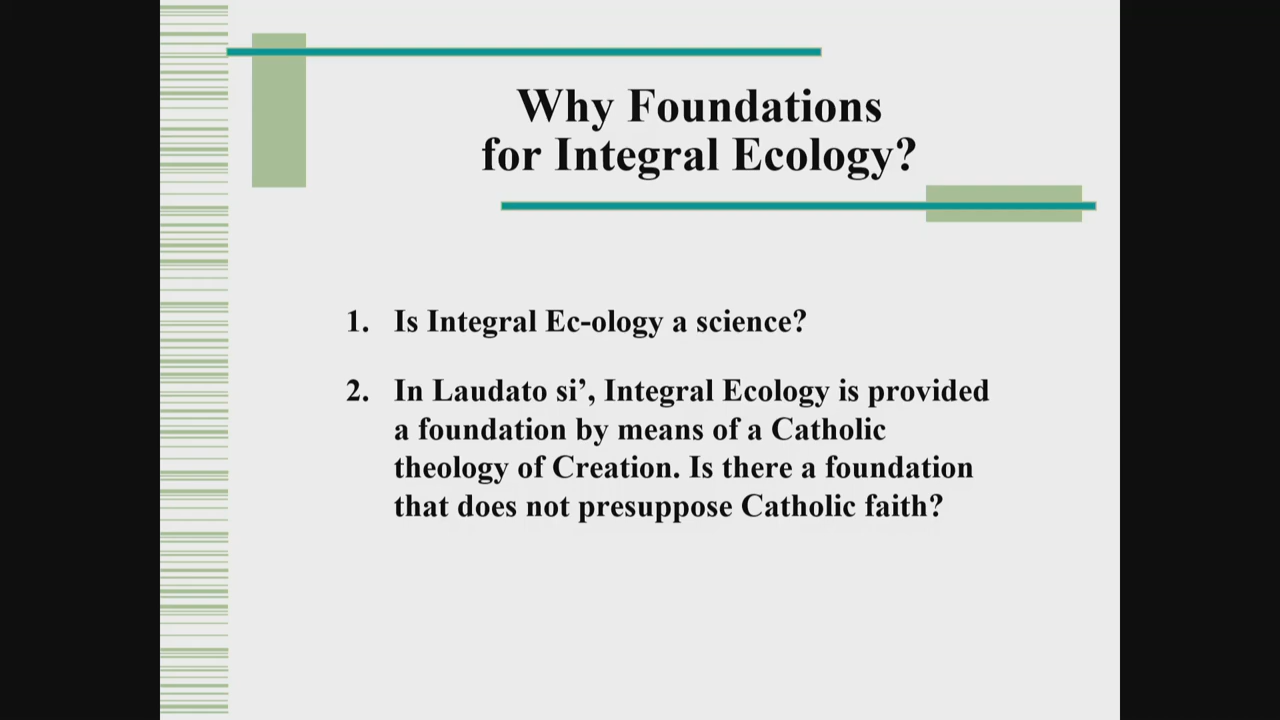 Why Foundations
for Integral Ecology?
1. Is Integral Ec-ology a science?
2. In Laudato si’, Integral Ecology is provided
a foundation by means of a Catholic
theology of Creation. Is there a foundation
that does not presuppose Catholic faith?